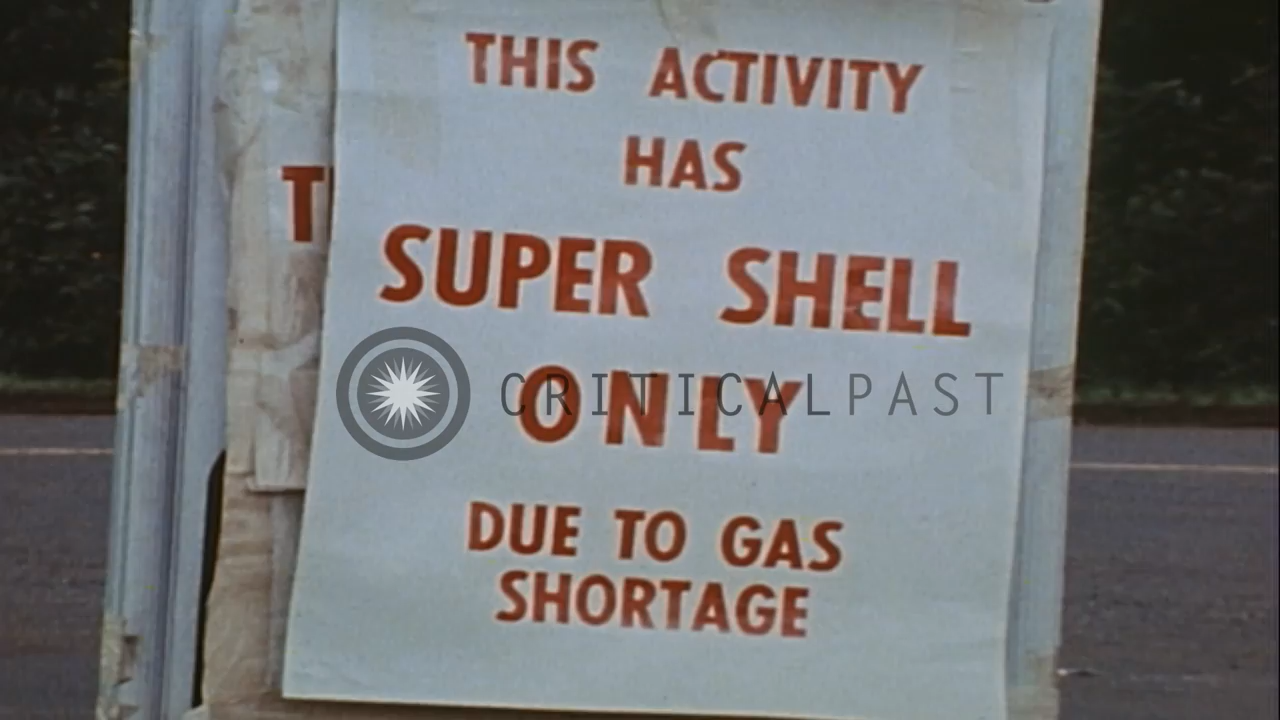 THIS ACTIVITY
HAS
SUPER SHELL
ONLY
DUE TO GAS
SHORTAGE
CRITICALPAST